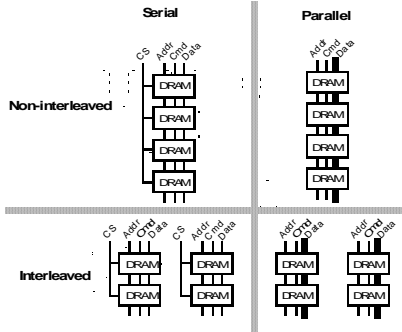 Serial
Parallel
CS Addr Cmd Data
Addr Cmd Data
Non-interleaved
DRAM
DRAM
DRAM
DRAM
DRAM
DRAM
DRAM
DRAM
CS Addr Cmd Data CS Addr Cmd Data
Addr Cmd Data Addr Cmd Data
Interleaved
DRAM DRAM DRAM DRAM
DRAM DRAM DRAM DRAM